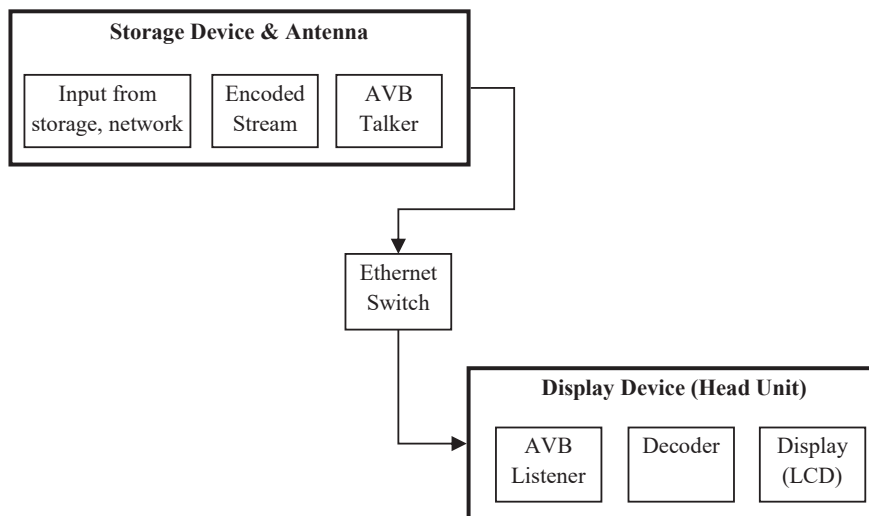 Storage Device & Antenna
Input from
storage, network
Encoded
Stream
AVB
Talker
Ethernet
Switch
Display Device (Head Unit)
AVB
Listener
Decoder
Display
(LCD)